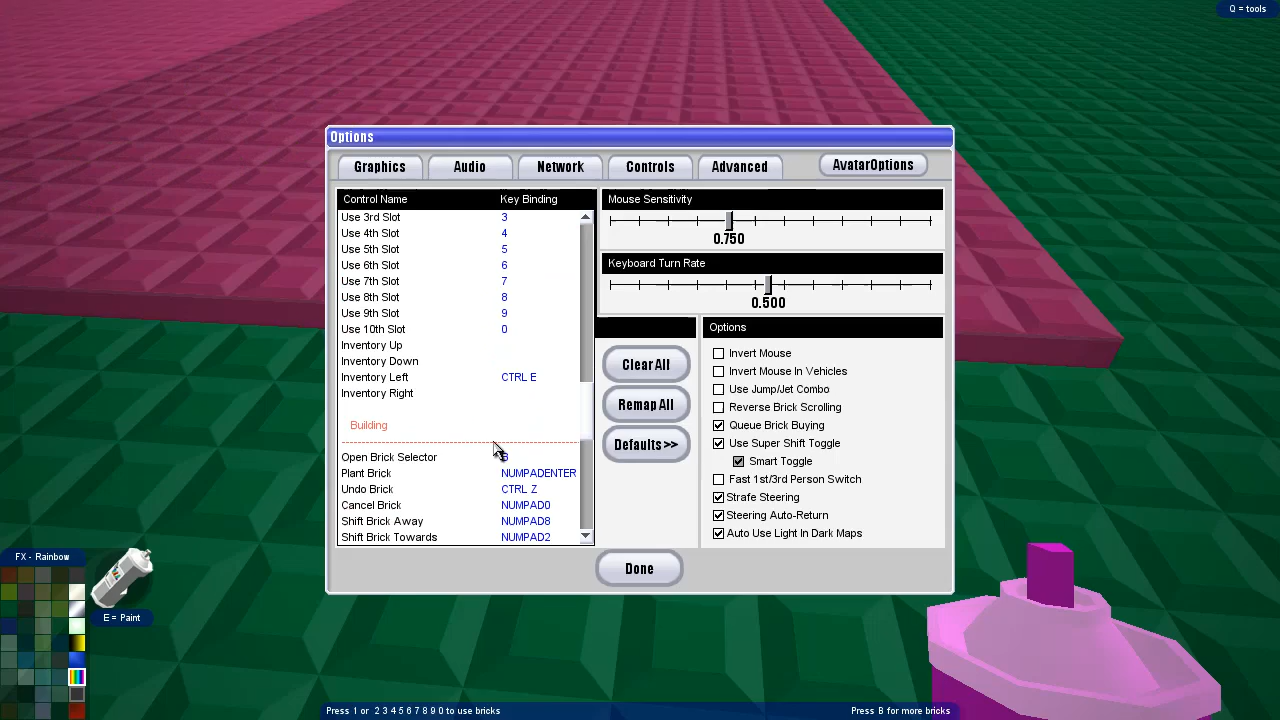 Q = tools
Options
Graphics
Audio
Network
Controls
Advanced
AvatarOptions
Control Name Key Binding
Use 3rd Slot 3
Use 4th Slot 4
Use 5th Slot 5
Use 6th Slot 6
Use 7th Slot 7
Use 8th Slot 8
Use 9th Slot 9
Use 10th Slot 0
Inventory Up
Inventory Down
Inventory Left CTRL E
Inventory Right
Building
Open Brick Selector B
Plant Brick NUMPADENTER
Undo Brick CTRL Z
Cancel Brick NUMPAD0
Shift Brick Away NUMPAD8
Shift Brick Towards NUMPAD2
Mouse Sensitivity
0.750
Keyboard Turn Rate
0.500
Clear All
Remap All
Defaults >>
Options
Invert Mouse
Invert Mouse In Vehicles
Use Jump/Jet Combo
Reverse Brick Scrolling
Queue Brick Buying
Use Super Shift Toggle
Smart Toggle
Fast 1st/3rd Person Switch
Strafe Steering
Steering Auto-Return
Auto Use Light In Dark Maps
Done
FX - Rainbow
E = Paint
Press 1 or 2 3 4 5 6 7 8 9 0 to use bricks
Press B for more bricks